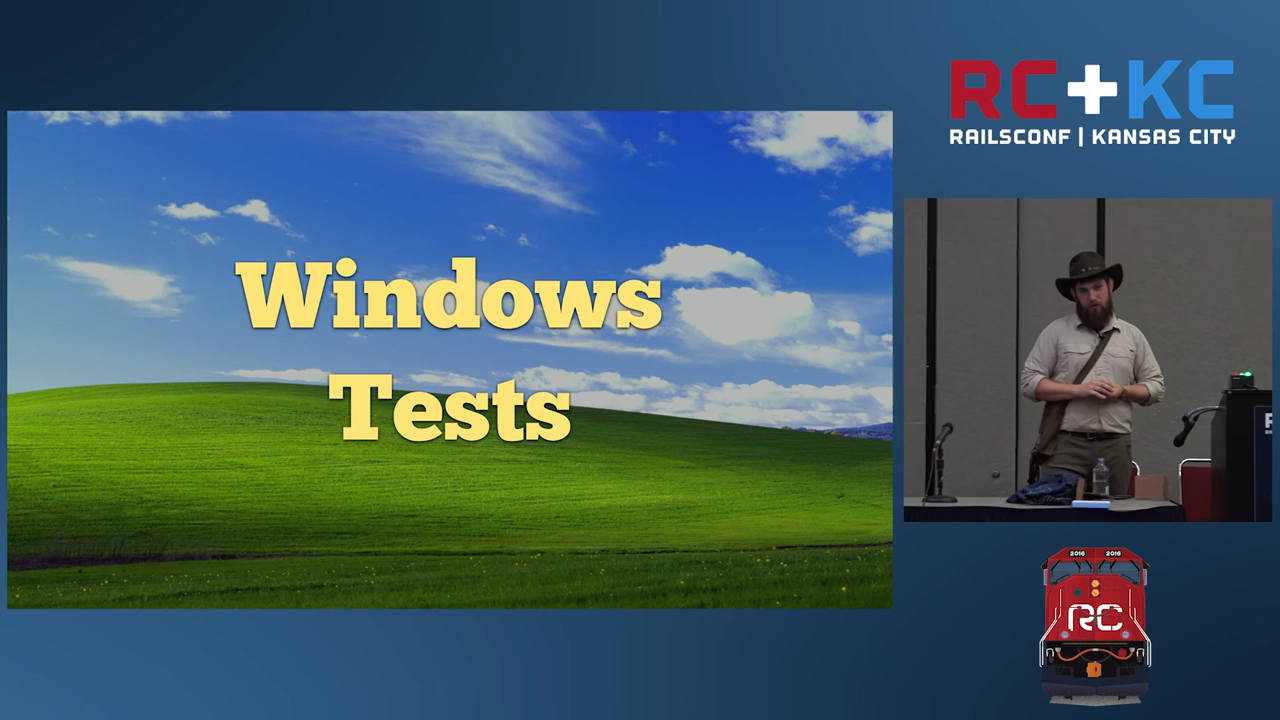 Windows
Tests
RC+KC
RAILSCONF | KANSAS CITY
2016 2016
RC